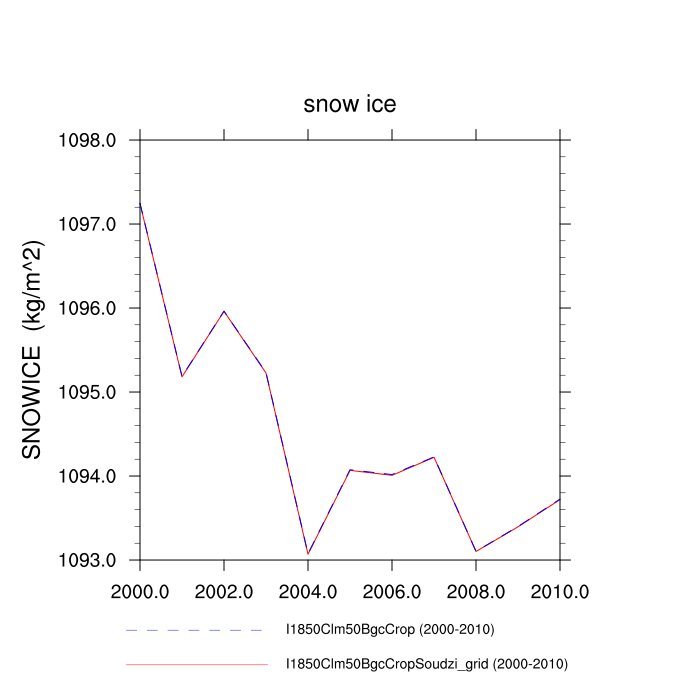 snow ice
1098.0
1097.0
1096.0
1095.0
1094.0
1093.0
SNOWICE (kg/m^2)
2000.0 2002.0 2004.0 2006.0 2008.0 2010.0
I1850Clm50BgcCrop (2000-2010)
I1850Clm50BgcCropSoudzi_grid (2000-2010)